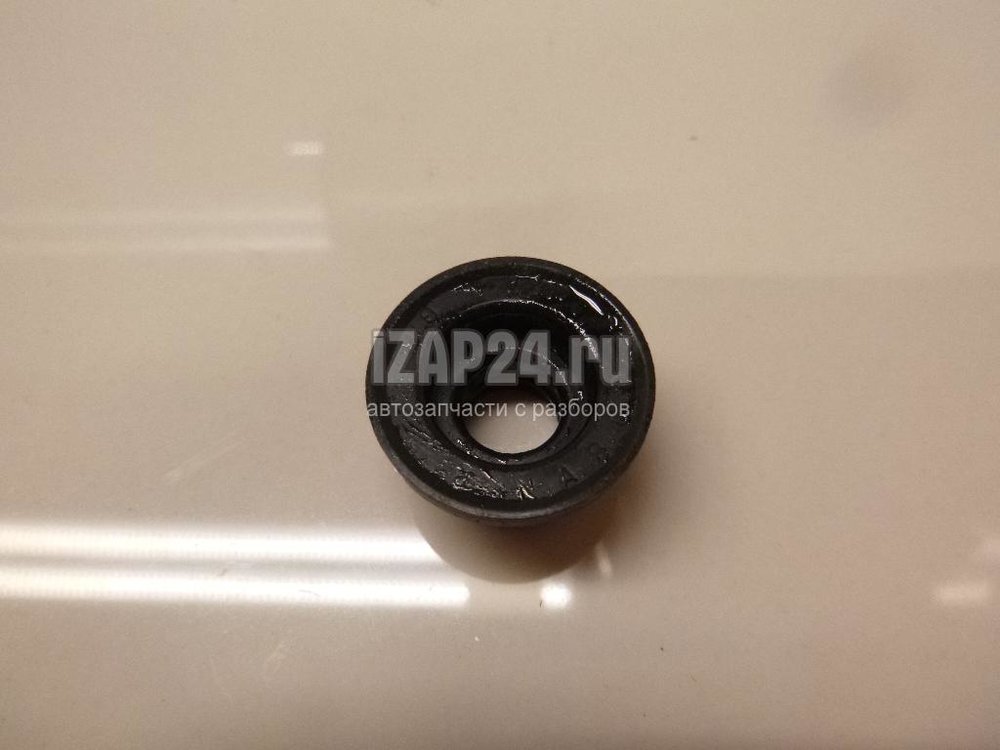 iZAP24.ru
автозапчасти с разборов